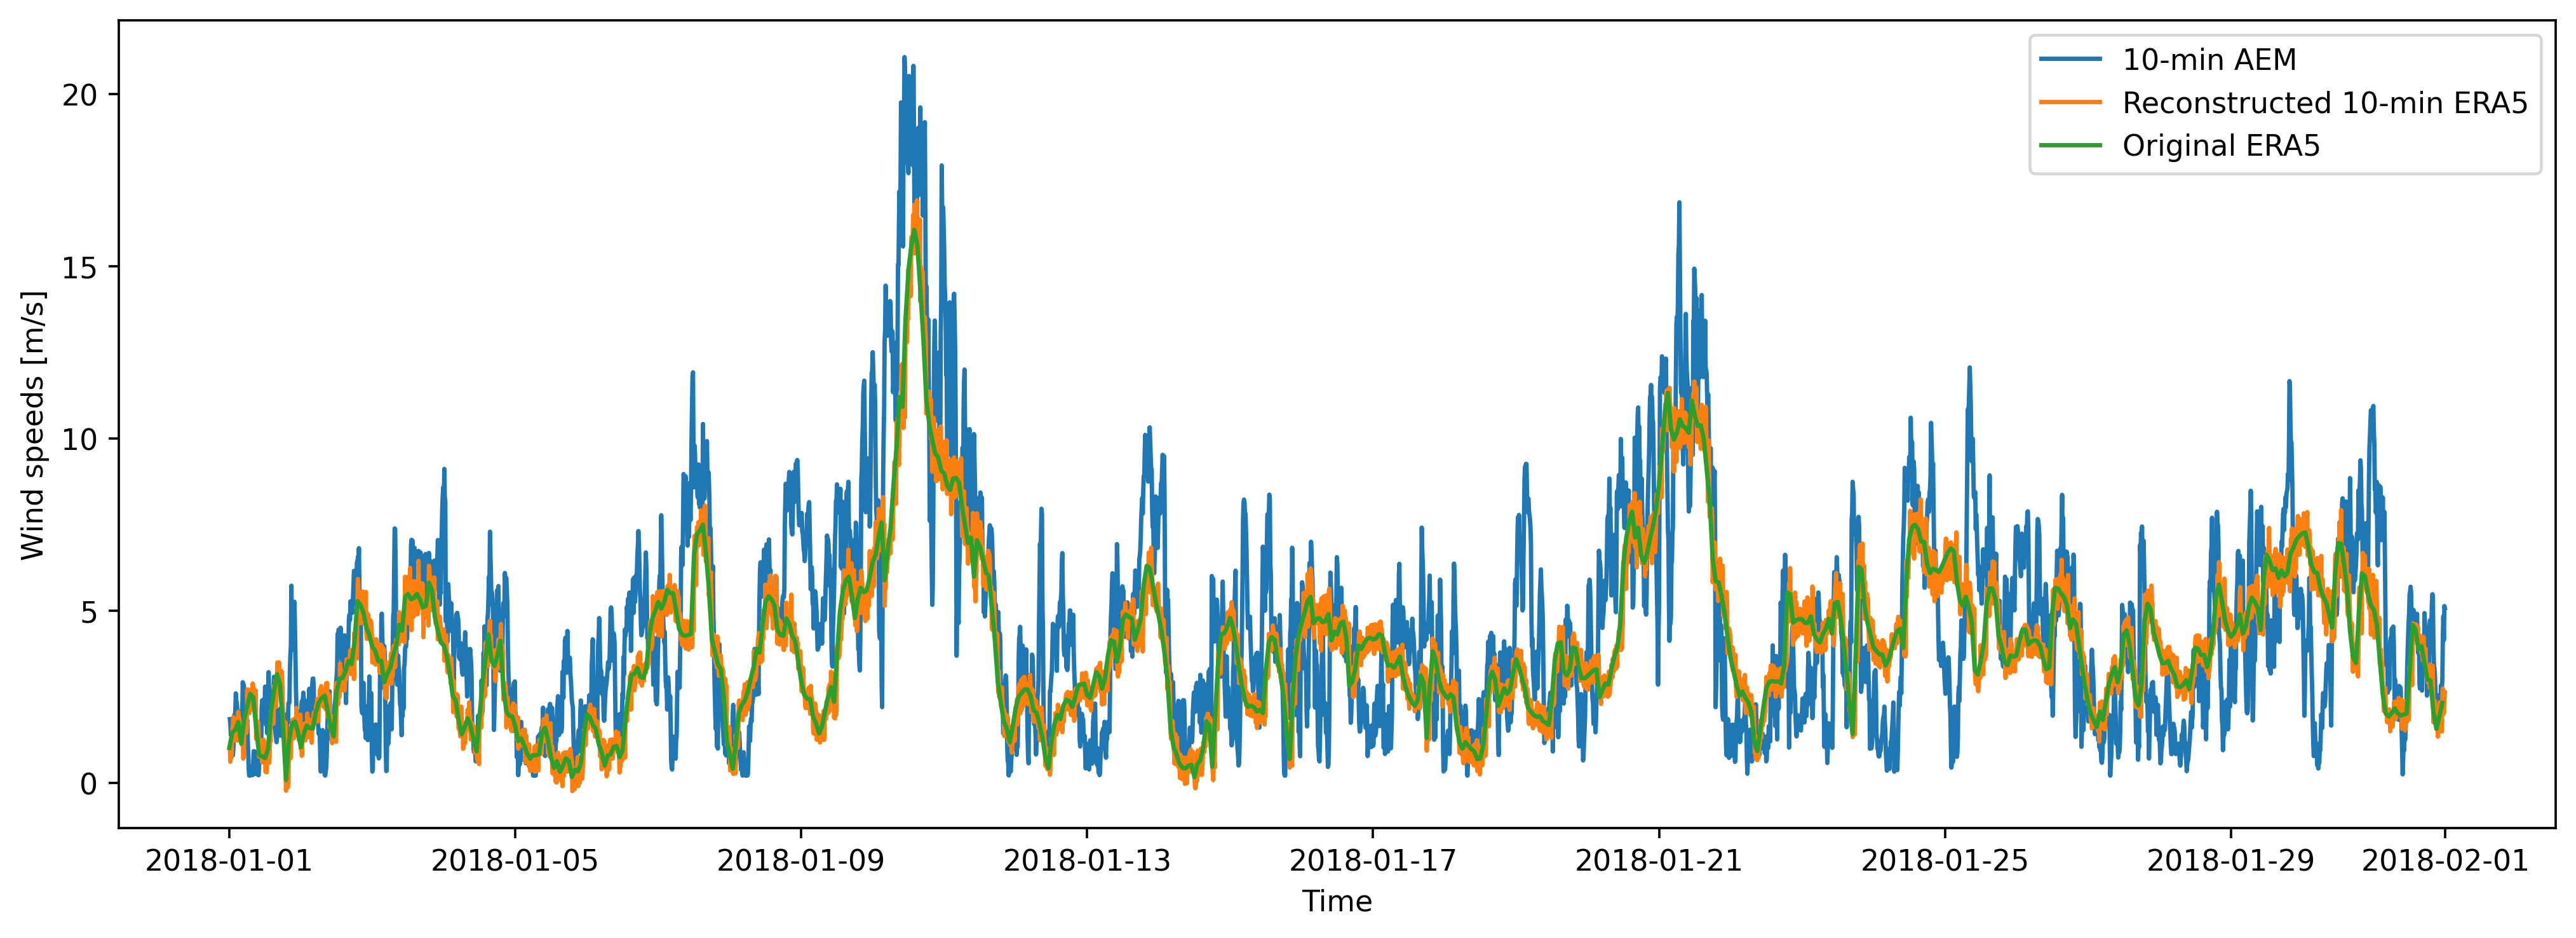 10-min AEM
Reconstructed 10-min ERA5
Original ERA5
Wind speeds [m/s]
20
15
10
5
0
2018-01-01 2018-01-05 2018-01-09 2018-01-13 2018-01-17 2018-01-21 2018-01-25 2018-01-29 2018-02-01
Time